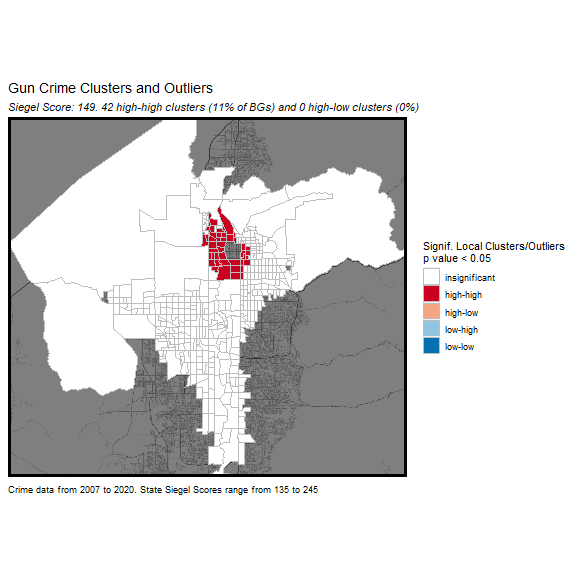 Gun Crime Clusters and Outliers
Siegel Score: 149. 42 high-high clusters (11% of BGs) and 0 high-low clusters (0%)
Signif. Local Clusters/Outliers
p value < 0.05
insignificant
high-high
high-low
low-high
low-low
Crime data from 2007 to 2020. State Siegel Scores range from 135 to 245